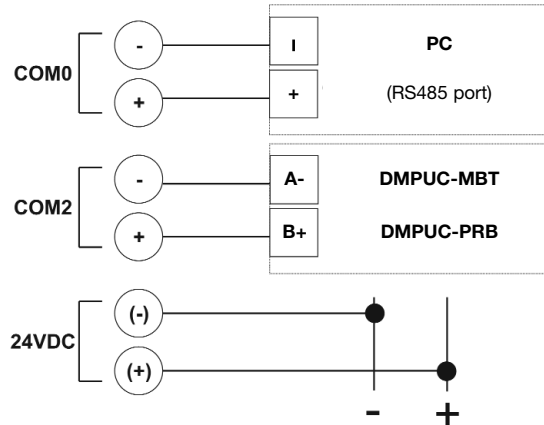 COM0
- I PC
+ + (RS485 port)
COM2
- A- DMPUC-MBT
+ B+ DMPUC-PRB
24VDC
(-)
(+)
- +